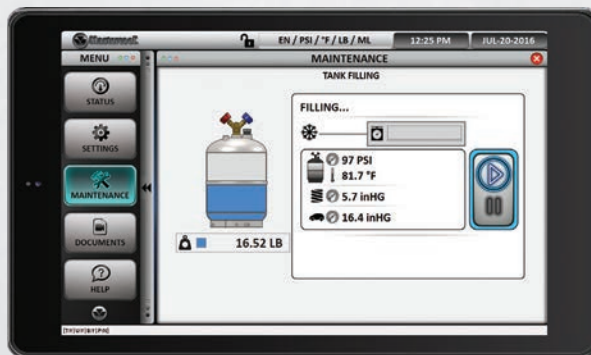 Mastercool
EN / PSI / °F / LB / ML
12:25 PM
JUL-20-2016
MENU
MAINTENANCE
TANK FILLING
STATUS
SETTINGS
MAINTENANCE
DOCUMENTS
HELP
FILLING...
97 PSI
81.7 °F
5.7 inHG
16.4 inHG
16.52 LB